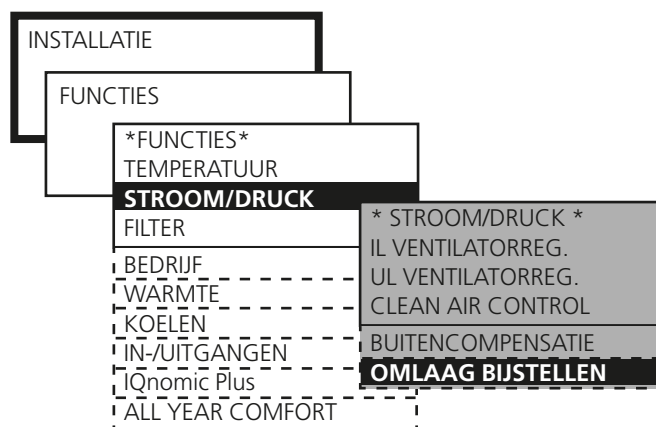 INSTALLATIE
FUNCTIES
*FUNCTIES*
TEMPERATUUR
STROOM/DRUCK
FILTER
BEDRIJF
WARMTE
KOELEN
IN-/UITGANGEN
IQnomic Plus
ALL YEAR COMFORT
* STROOM/DRUCK *
IL VENTILATORREG.
UL VENTILATORREG.
CLEAN AIR CONTROL
BUITENCOMPENSATIE
OMLAAG BIJSTELLEN